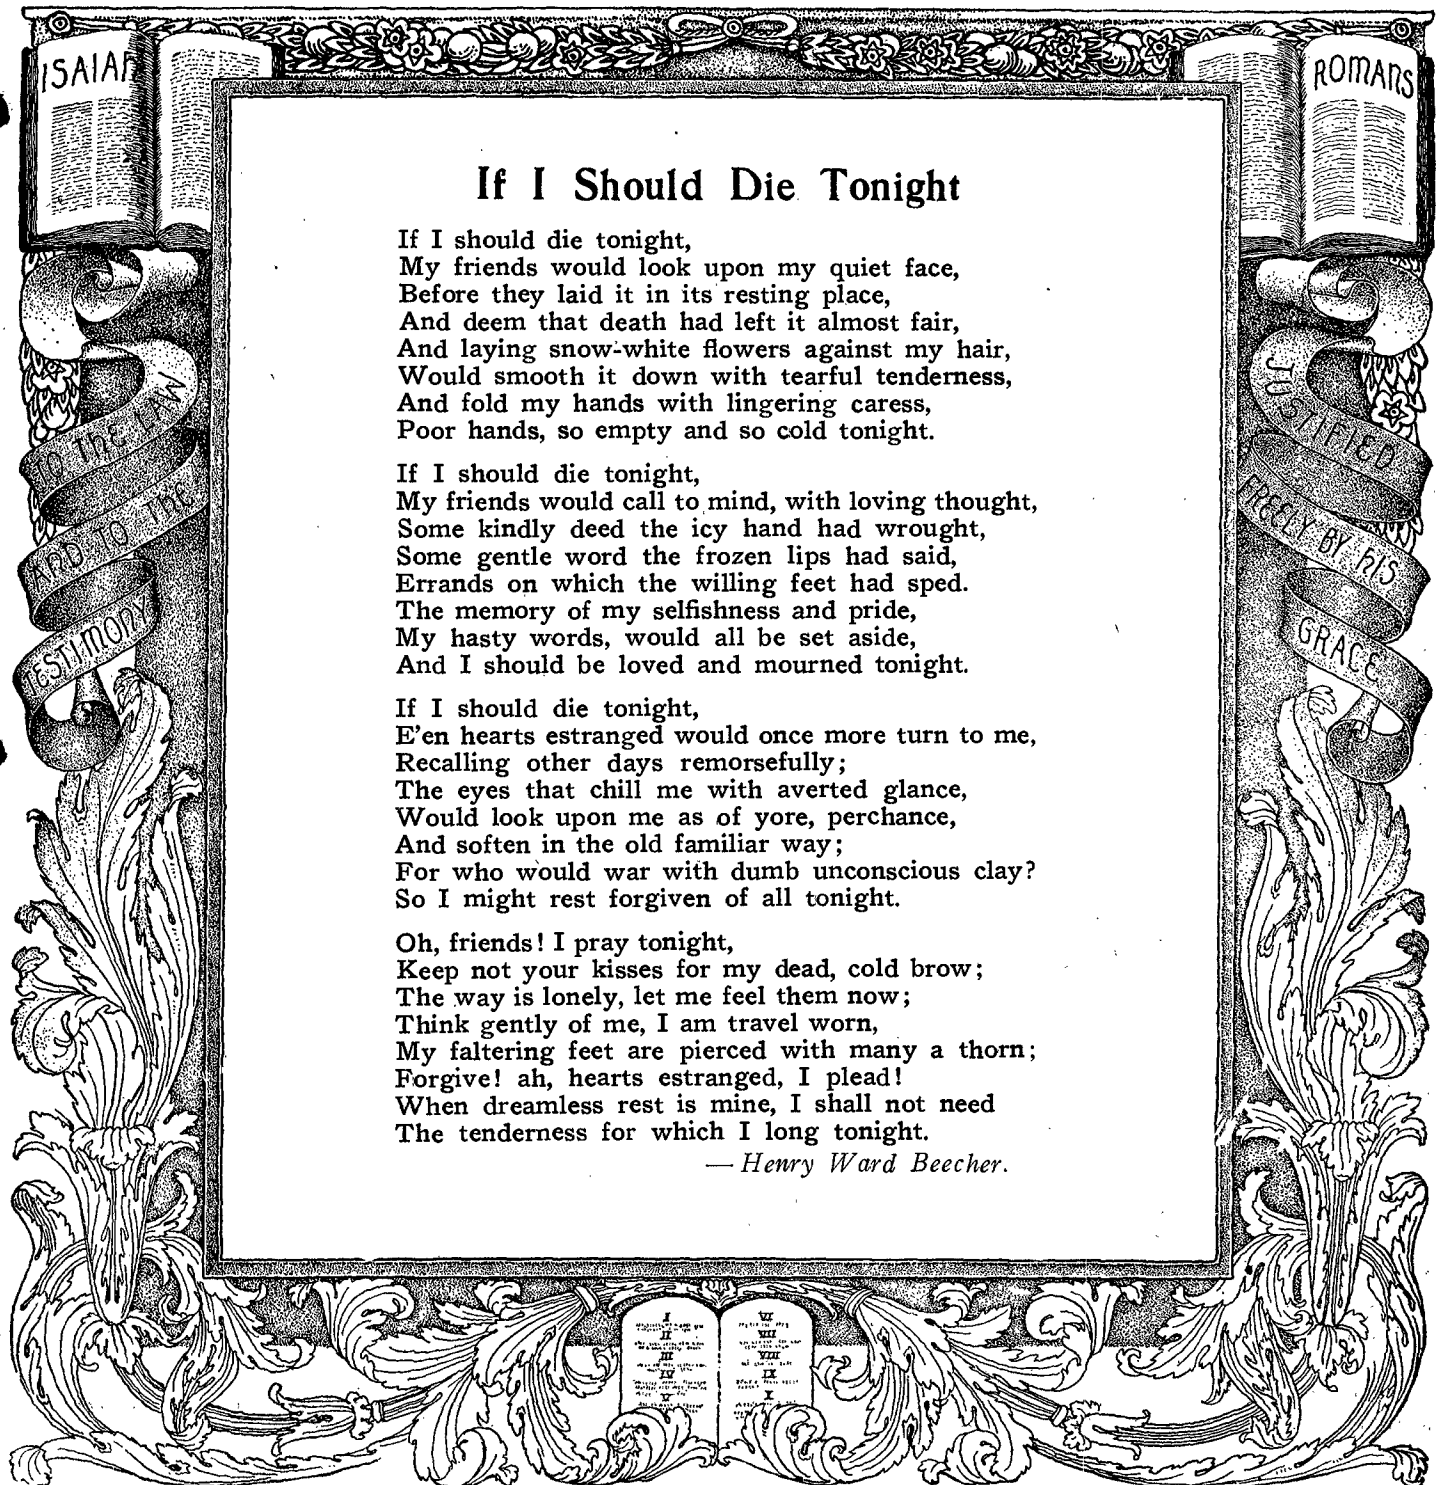 ISAIAH
ROMANS
If I Should Die Tonight
If I should die tonight,
My friends would look upon my quiet face,
Before they laid it in its resting place,
And deem that death had left it almost fair,
And laying snow-white flowers against my hair,
Would smooth it down with tearful tenderness,
And fold my hands with lingering caress,
Poor hands, so empty and so cold tonight.
If I should die tonight,
My friends would call to mind, with loving thought,
Some kindly deed the icy hand had wrought,
Some gentle word the frozen lips had said,
Errands on which the willing feet had sped.
The memory of my selfishness and pride,
My hasty words, would all be set aside,
And I should be loved and mourned tonight.
If I should die tonight,
E'en hearts estranged would once more turn to me,
Recalling other days remorsefully;
The eyes that chill me with averted glance,
Would look upon me as of yore, perchance,
And soften in the old familiar way;
For who would war with dumb unconscious clay?
So I might rest forgiven of all tonight.
Oh, friends! I pray tonight,
Keep not your kisses for my dead, cold brow;
The way is lonely, let me feel them now;
Think gently of me, I am travel worn,
My faltering feet are pierced with many a thorn;
Forgive! ah, hearts estranged, I plead!
When dreamless rest is mine, I shall not need
The tenderness for which I long tonight.
— Henry Ward Beecher.
TO THE LAW
AND TO THE
TESTIMONY
JUSTIFIED
FREELY BY HIS
GRACE
I
II
III
IV
V
VI
VII
VIII
IX
X